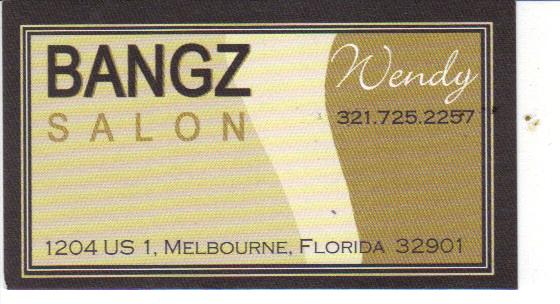 BANGZ
SALON
Wendy
321.725.2257
1204 US 1, MELBOURNE, FLORIDA 32901